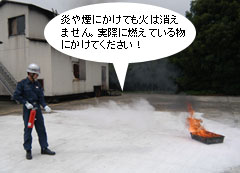 炎や煙にかけても火は消え
ません。実際に燃えている物
にかけてください！